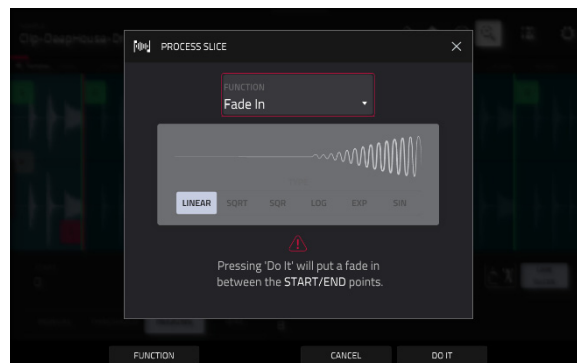 PROCESS SLICE
FUNCTION
Fade In
LINEAR SQRT SQR LOG EXP SIN
Pressing 'Do It' will put a fade in
between the START/END points.
FUNCTION CANCEL DO IT